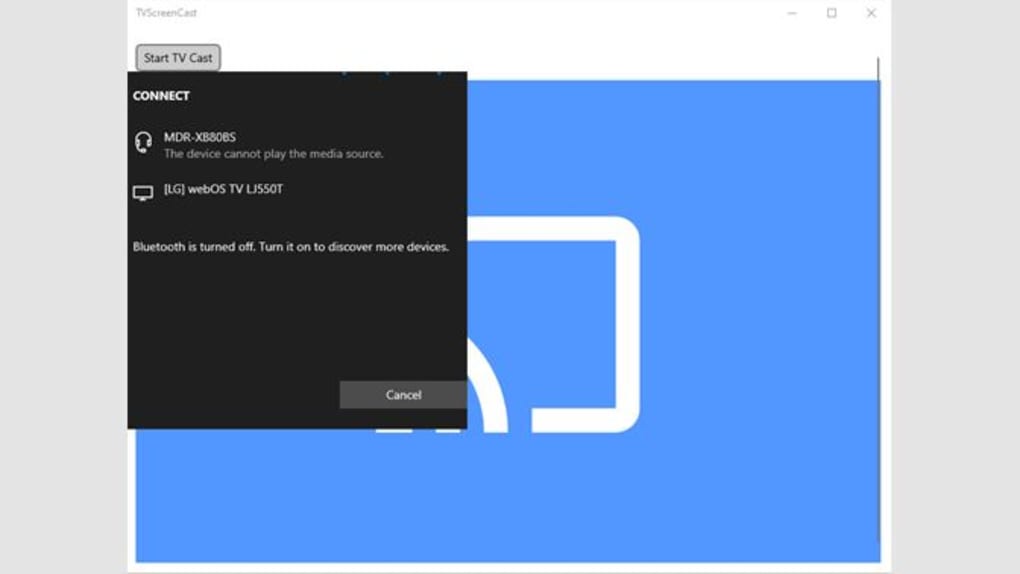 TVScreenCast
Start TV Cast
CONNECT
MDR-XB80BS
The device cannot play the media source.
[LG] webOS TV LJ550T
Bluetooth is turned off. Turn it on to discover more devices.
Cancel